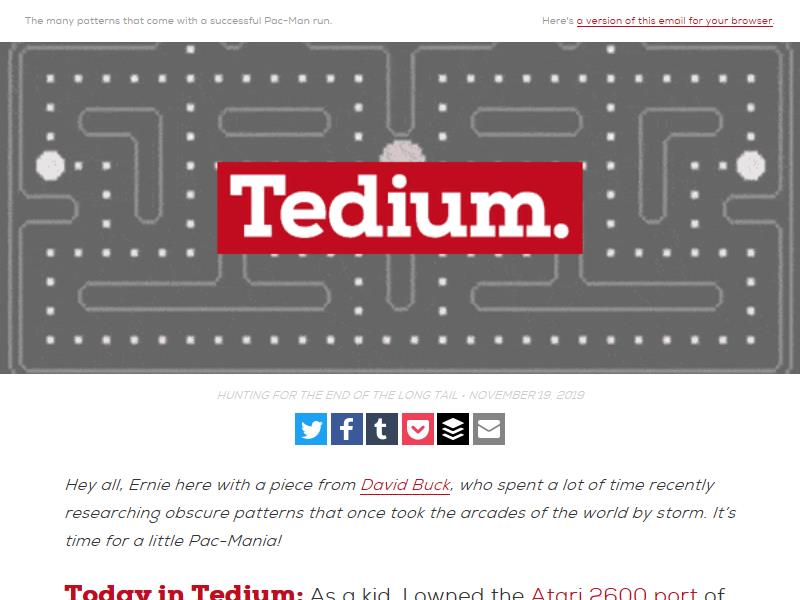 The many patterns that come with a successful Pac-Man run.
Here's a version of this email for your browser.
Tedium.
HUNTING FOR THE END OF THE LONG TAIL • NOVEMBER 19, 2019
Hey all, Ernie here with a piece from David Buck, who spent a lot of time recently
researching obscure patterns that once took the arcades of the world by storm. It's
time for a little Pac-Mania!
Today in Tedium: As a kid, I owned the Atari 2600 port of